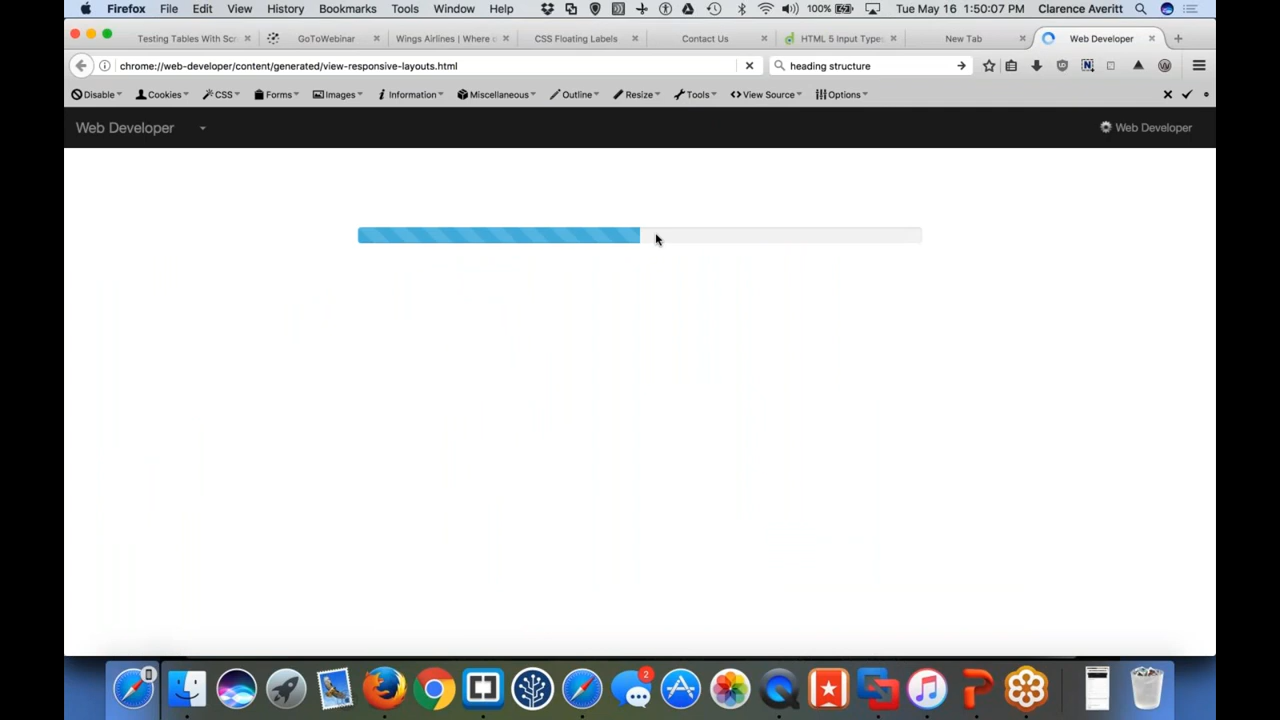 Firefox File Edit View History Bookmarks Tools Window Help 100% Tue May 16 1:50:07 PM Clarence Averitt
Testing Tables With Scr GoToWebinar Wings Airlines | Where c CSS Floating Labels Contact Us HTML 5 Input Type: New Tab Web Developer
chrome://web-developer/content/generated/view-responsive-layouts.html heading structure
Disable Cookies CSS Forms Images Information Miscellaneous Outline Resize Tools View Source Options
Web Developer Web Developer
2